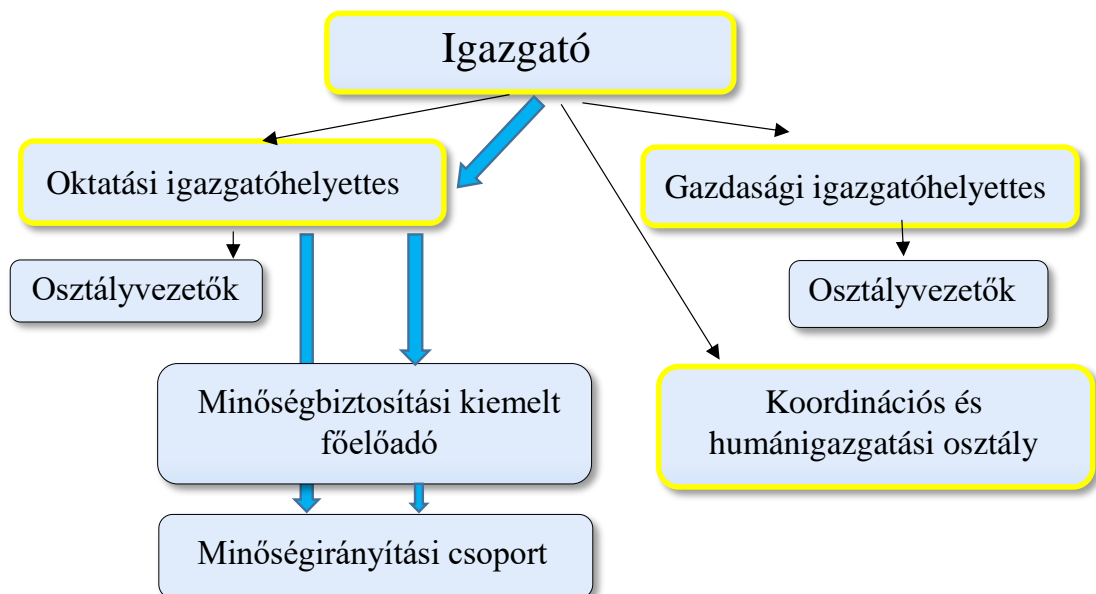 Igazgató
Oktatási igazgatóhelyettes
Gazdasági igazgatóhelyettes
Osztályvezetők
Osztályvezetők
Minőségbiztosítási kiemelt
főelőadó
Koordinációs és
humánigazgatási osztály
Minőségirányítási csoport